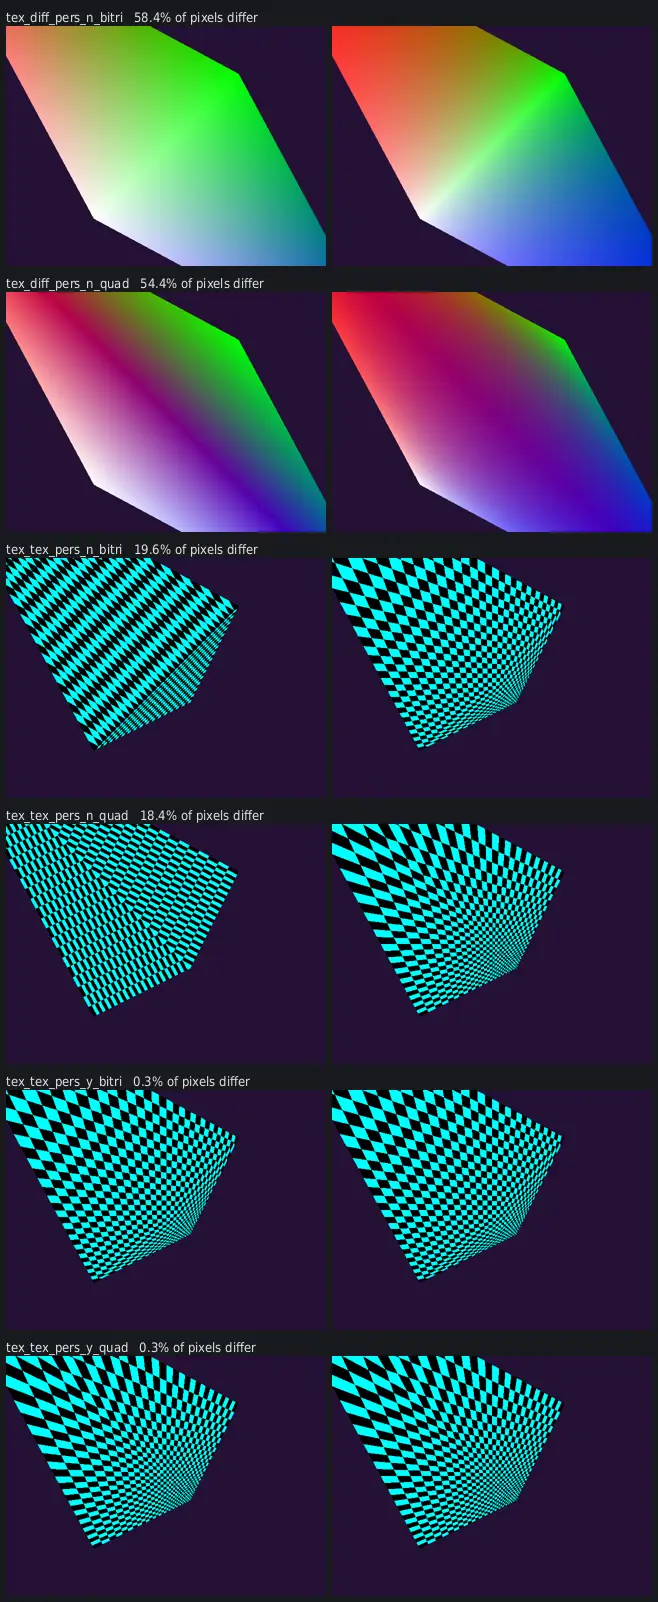 tex_diff_pers_n_bitri 58.4% of pixels differ
tex_diff_pers_n_quad 54.4% of pixels differ
tex_tex_pers_n_bitri 19.6% of pixels differ
tex_tex_pers_n_quad 18.4% of pixels differ
tex_tex_pers_y_bitri 0.3% of pixels differ
tex_tex_pers_y_quad 0.3% of pixels differ